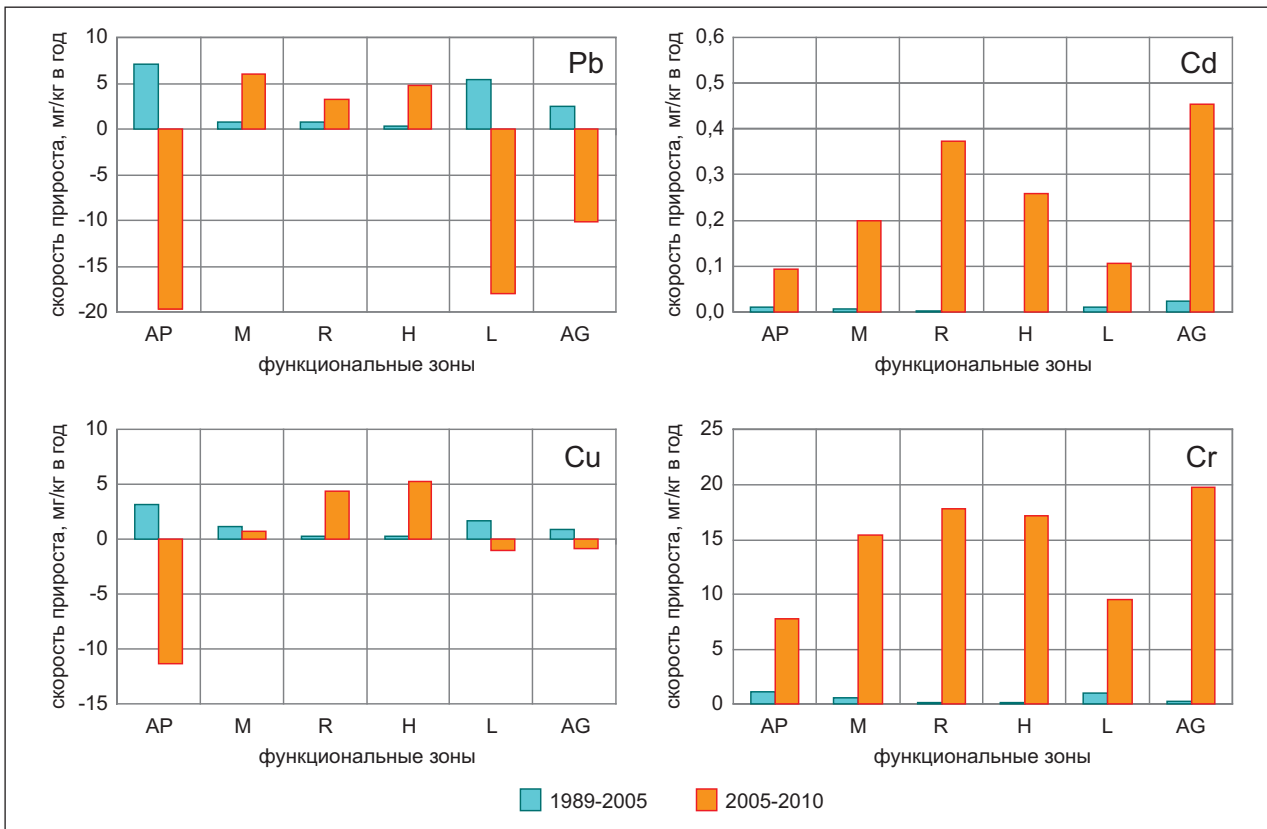 Pb
скорость прироста, мг/кг в год
10
5
0
-5
-10
-15
-20
AP M R H L AG
функциональные зоны
Cd
скорость прироста, мг/кг в год
0,6
0,5
0,4
0,3
0,2
0,1
0,0
AP M R H L AG
функциональные зоны
Cu
скорость прироста, мг/кг в год
10
5
0
-5
-10
-15
AP M R H L AG
функциональные зоны
Cr
скорость прироста, мг/кг в год
25
20
15
10
5
0
AP M R H L AG
функциональные зоны
1989-2005 2005-2010